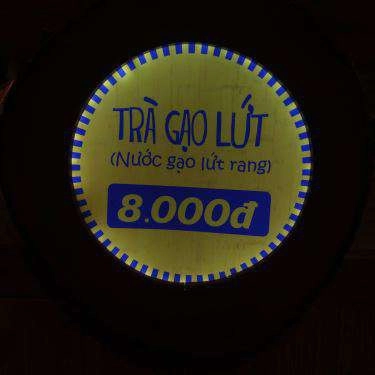 TRÀ GẠO LỨT
(Nước gạo lứt rang)
8.000đ